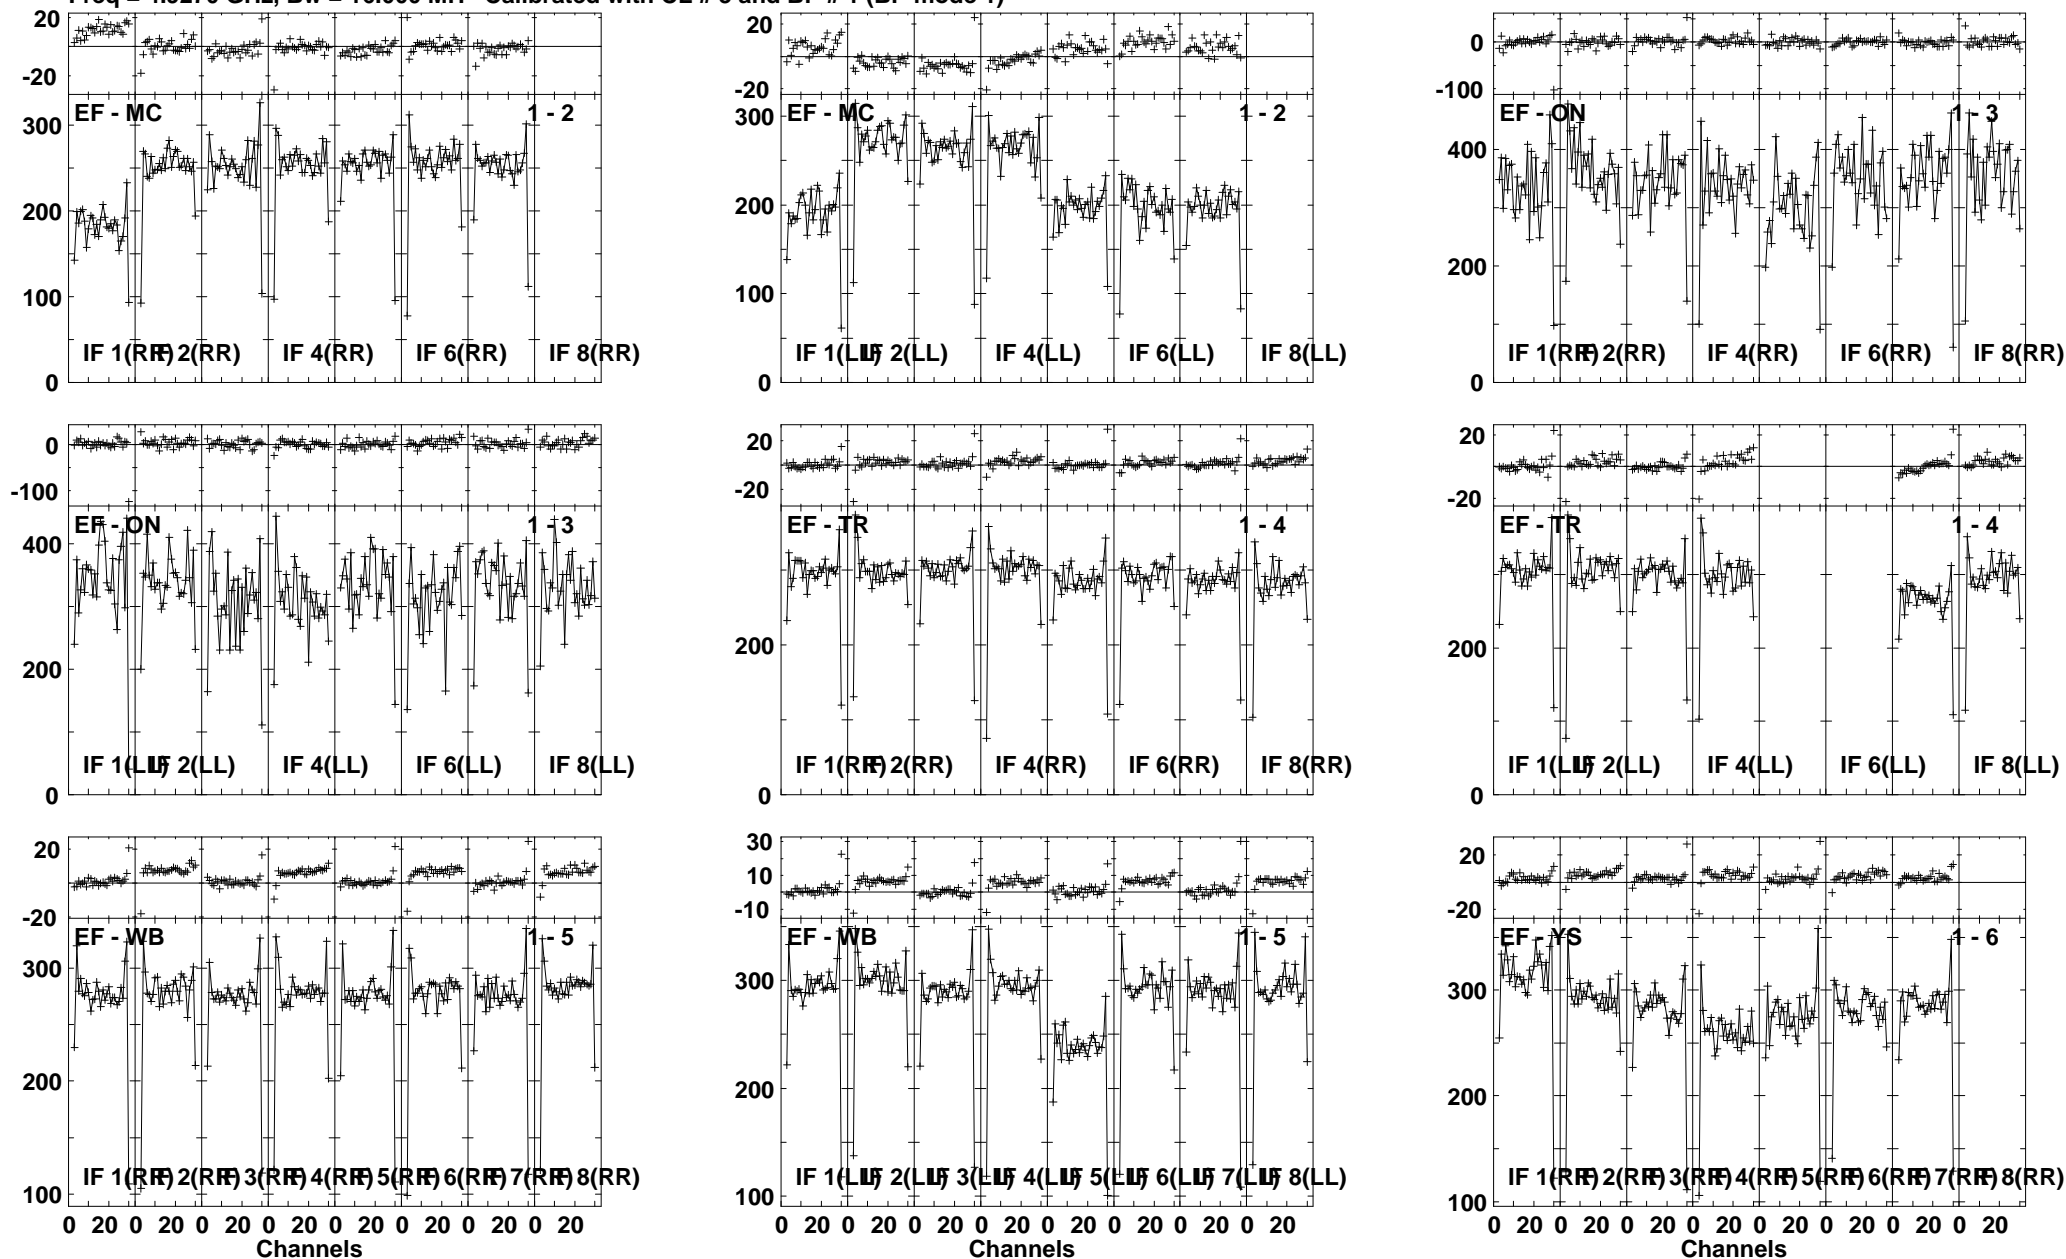 20
-20
EF - MC
1 - 2
300
200
100
0
IF 1(RR)
IF 2(RR)
IF 4(RR)
IF 6(RR)
IF 8(RR)
20
0
-20
EF - MC
1 - 2
300
200
100
0
IF 1(LL)
IF 2(LL)
IF 4(LL)
IF 6(LL)
IF 8(LL)
0
-100
EF - ON
1 - 3
400
200
0
IF 1(RR)
IF 2(RR)
IF 4(RR)
IF 6(RR)
IF 8(RR)
0
-100
EF - ON
1 - 3
400
200
0
IF 1(LL)
IF 2(LL)
IF 4(LL)
IF 6(LL)
IF 8(LL)
20
-20
EF - TR
1 - 4
200
0
IF 1(RR)
IF 2(RR)
IF 4(RR)
IF 6(RR)
IF 8(RR)
20
-20
EF - TR
1 - 4
200
0
IF 1(LL)
IF 2(LL)
IF 4(LL)
IF 6(LL)
IF 8(LL)
20
-20
EF - WB
1 - 5
300
200
100
IF 1(RR)
IF 2(RR)
IF 3(RR)
IF 4(RR)
IF 5(RR)
IF 6(RR)
IF 7(RR)
IF 8(RR)
0 20 0 20 0 20 0 20 0 20 0 20 0 20 0 20
Channels
30
10
-10
EF - WB
1 - 5
300
200
100
IF 1(LL)
IF 2(LL)
IF 3(LL)
IF 4(LL)
IF 5(LL)
IF 6(LL)
IF 7(LL)
IF 8(LL)
0 20 0 20 0 20 0 20 0 20 0 20 0 20 0 20
Channels
20
-20
EF - YS
1 - 6
300
200
100
IF 1(RR)
IF 2(RR)
IF 3(RR)
IF 4(RR)
IF 5(RR)
IF 6(RR)
IF 7(RR)
IF 8(RR)
0 20 0 20 0 20 0 20 0 20 0 20 0 20 0 20
Channels